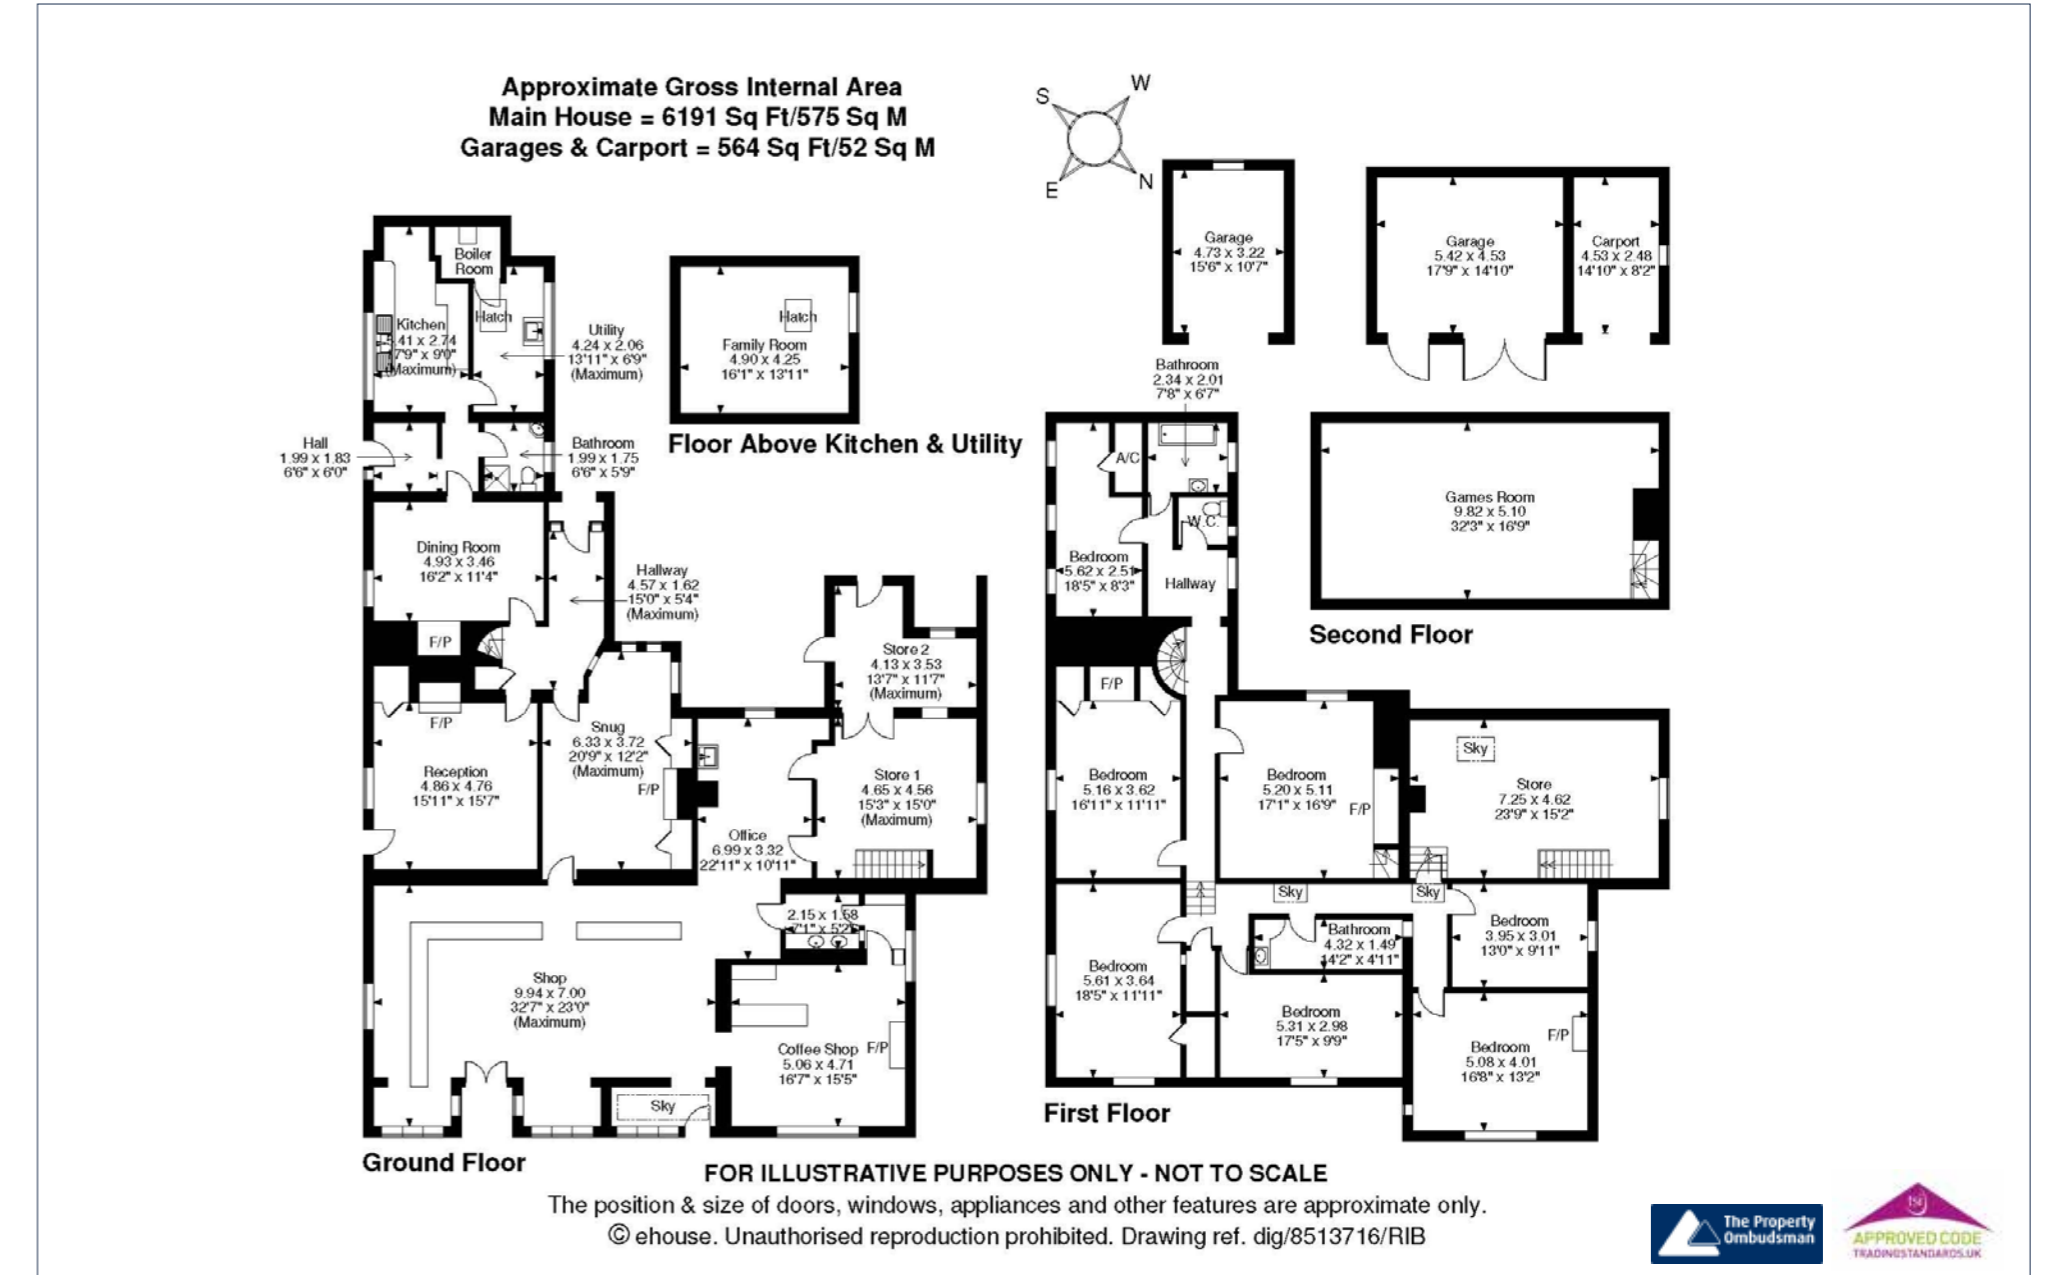 Approximate Gross Internal Area
Main House = 6191 Sq Ft/575 Sq M
Garages & Carport = 564 Sq Ft/52 Sq M
S
W
E
N
Boiler
Room
Hatch
Kitchen
5.41 x 2.74
7'9" x 9'0"
(Maximum)
Utility
4.24 x 2.06
13'11" x 6'9"
(Maximum)
Hall
1.99 x 1.83
6'6" x 6'0"
Bathroom
1.99 x 1.75
6'6" x 5'9"
Dining Room
4.93 x 3.46
16'2" x 11'4"
Hallway
4.57 x 1.62
15'0" x 5'4"
(Maximum)
F/P
F/P
Reception
4.86 x 4.76
15'11" x 15'7"
Snug
6.33 x 3.72
20'9" x 12'2"
(Maximum)
F/P
Store 2
4.13 x 3.53
13'7" x 11'7"
(Maximum)
Store 1
4.65 x 4.56
15'3" x 15'0"
(Maximum)
Office
6.99 x 3.32
22'11" x 10'11"
2.15 x 1.58
7'1" x 5'2"
Shop
9.94 x 7.00
32'7" x 23'0"
(Maximum)
Coffee Shop
5.06 x 4.71
16'7" x 15'5"
F/P
Sky
Ground Floor
Hatch
Family Room
4.90 x 4.25
16'1" x 13'11"
Floor Above Kitchen & Utility
Garage
4.73 x 3.22
15'6" x 10'7"
Garage
5.42 x 4.53
17'9" x 14'10"
Carport
4.53 x 2.48
14'10" x 8'2"
Bathroom
2.34 x 2.01
7'8" x 6'7"
A/C
W.C.
Bedroom
5.62 x 2.51
18'5" x 8'3"
Hallway
F/P
Bedroom
5.16 x 3.62
16'11" x 11'11"
Bedroom
5.20 x 5.11
17'1" x 16'9"
F/P
Sky
Store
7.25 x 4.62
23'9" x 15'2"
Sky
Sky
Bathroom
4.32 x 1.49
14'2" x 4'11"
Bedroom
3.95 x 3.01
13'0" x 9'11"
Bedroom
5.61 x 3.64
18'5" x 11'11"
Bedroom
5.31 x 2.98
17'5" x 9'9"
F/P
Bedroom
5.08 x 4.01
16'8" x 13'2"
First Floor
Games Room
9.82 x 5.10
32'3" x 16'9"
Second Floor
FOR ILLUSTRATIVE PURPOSES ONLY - NOT TO SCALE
The position & size of doors, windows, appliances and other features are approximate only.
© ehouse. Unauthorised reproduction prohibited. Drawing ref. dig/8513716/RIB
The Property
Ombudsman
tsi
APPROVED CODE
TRADINGSTANDARDS.UK